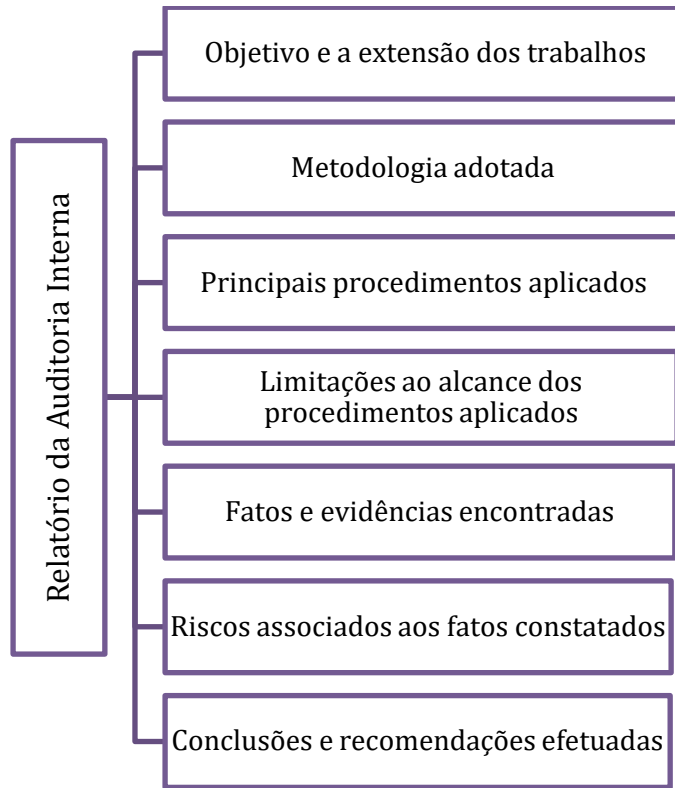 Relatório da Auditoria Interna
Objetivo e a extensão dos trabalhos
Metodologia adotada
Principais procedimentos aplicados
Limitações ao alcance dos
procedimentos aplicados
Fatos e evidências encontradas
Riscos associados aos fatos constatados
Conclusões e recomendações efetuadas